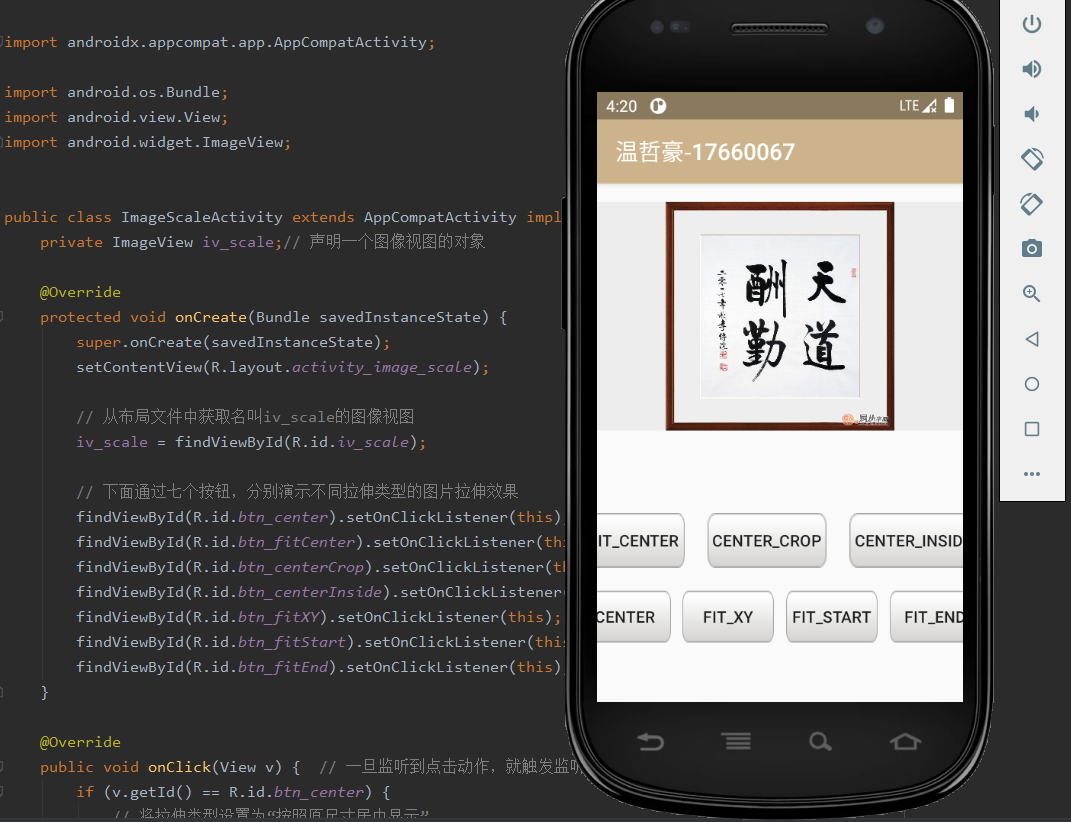 import androidx.appcompat.app.AppCompatActivity;
import android.os.Bundle;
import android.view.View;
import android.widget.ImageView;
public class ImageScaleActivity extends AppCompatActivity impl
private ImageView iv_scale;// 声明一个图像视图的对象
@Override
protected void onCreate(Bundle savedInstanceState) {
super.onCreate(savedInstanceState);
setContentView(R.layout.activity_image_scale);
// 从布局文件中获取名叫iv_scale的图像视图
iv_scale = findViewById(R.id.iv_scale);
// 下面通过七个按钮，分别演示不同拉伸类型的图片拉伸效果
findViewById(R.id.btn_center).setOnClickListener(this)
findViewById(R.id.btn_fitCenter).setOnClickListener(th
findViewById(R.id.btn_centerCrop).setOnClickListener(t
findViewById(R.id.btn_centerInside).setOnClickListener(
findViewById(R.id.btn_fitXY).setOnClickListener(this);
findViewById(R.id.btn_fitStart).setOnClickListener(this
findViewById(R.id.btn_fitEnd).setOnClickListener(this)
}
@Override
public void onClick(View v) {  // 一旦监听到点击动作，就触发监听
if (v.getId() == R.id.btn_center) {
// 将拉伸类型设置为“按照原尺寸居中显示”
4:20 LTE
温哲豪-17660067
天道
酬勤
IT_CENTER CENTER_CROP CENTER_INSID
CENTER FIT_XY FIT_START FIT_END